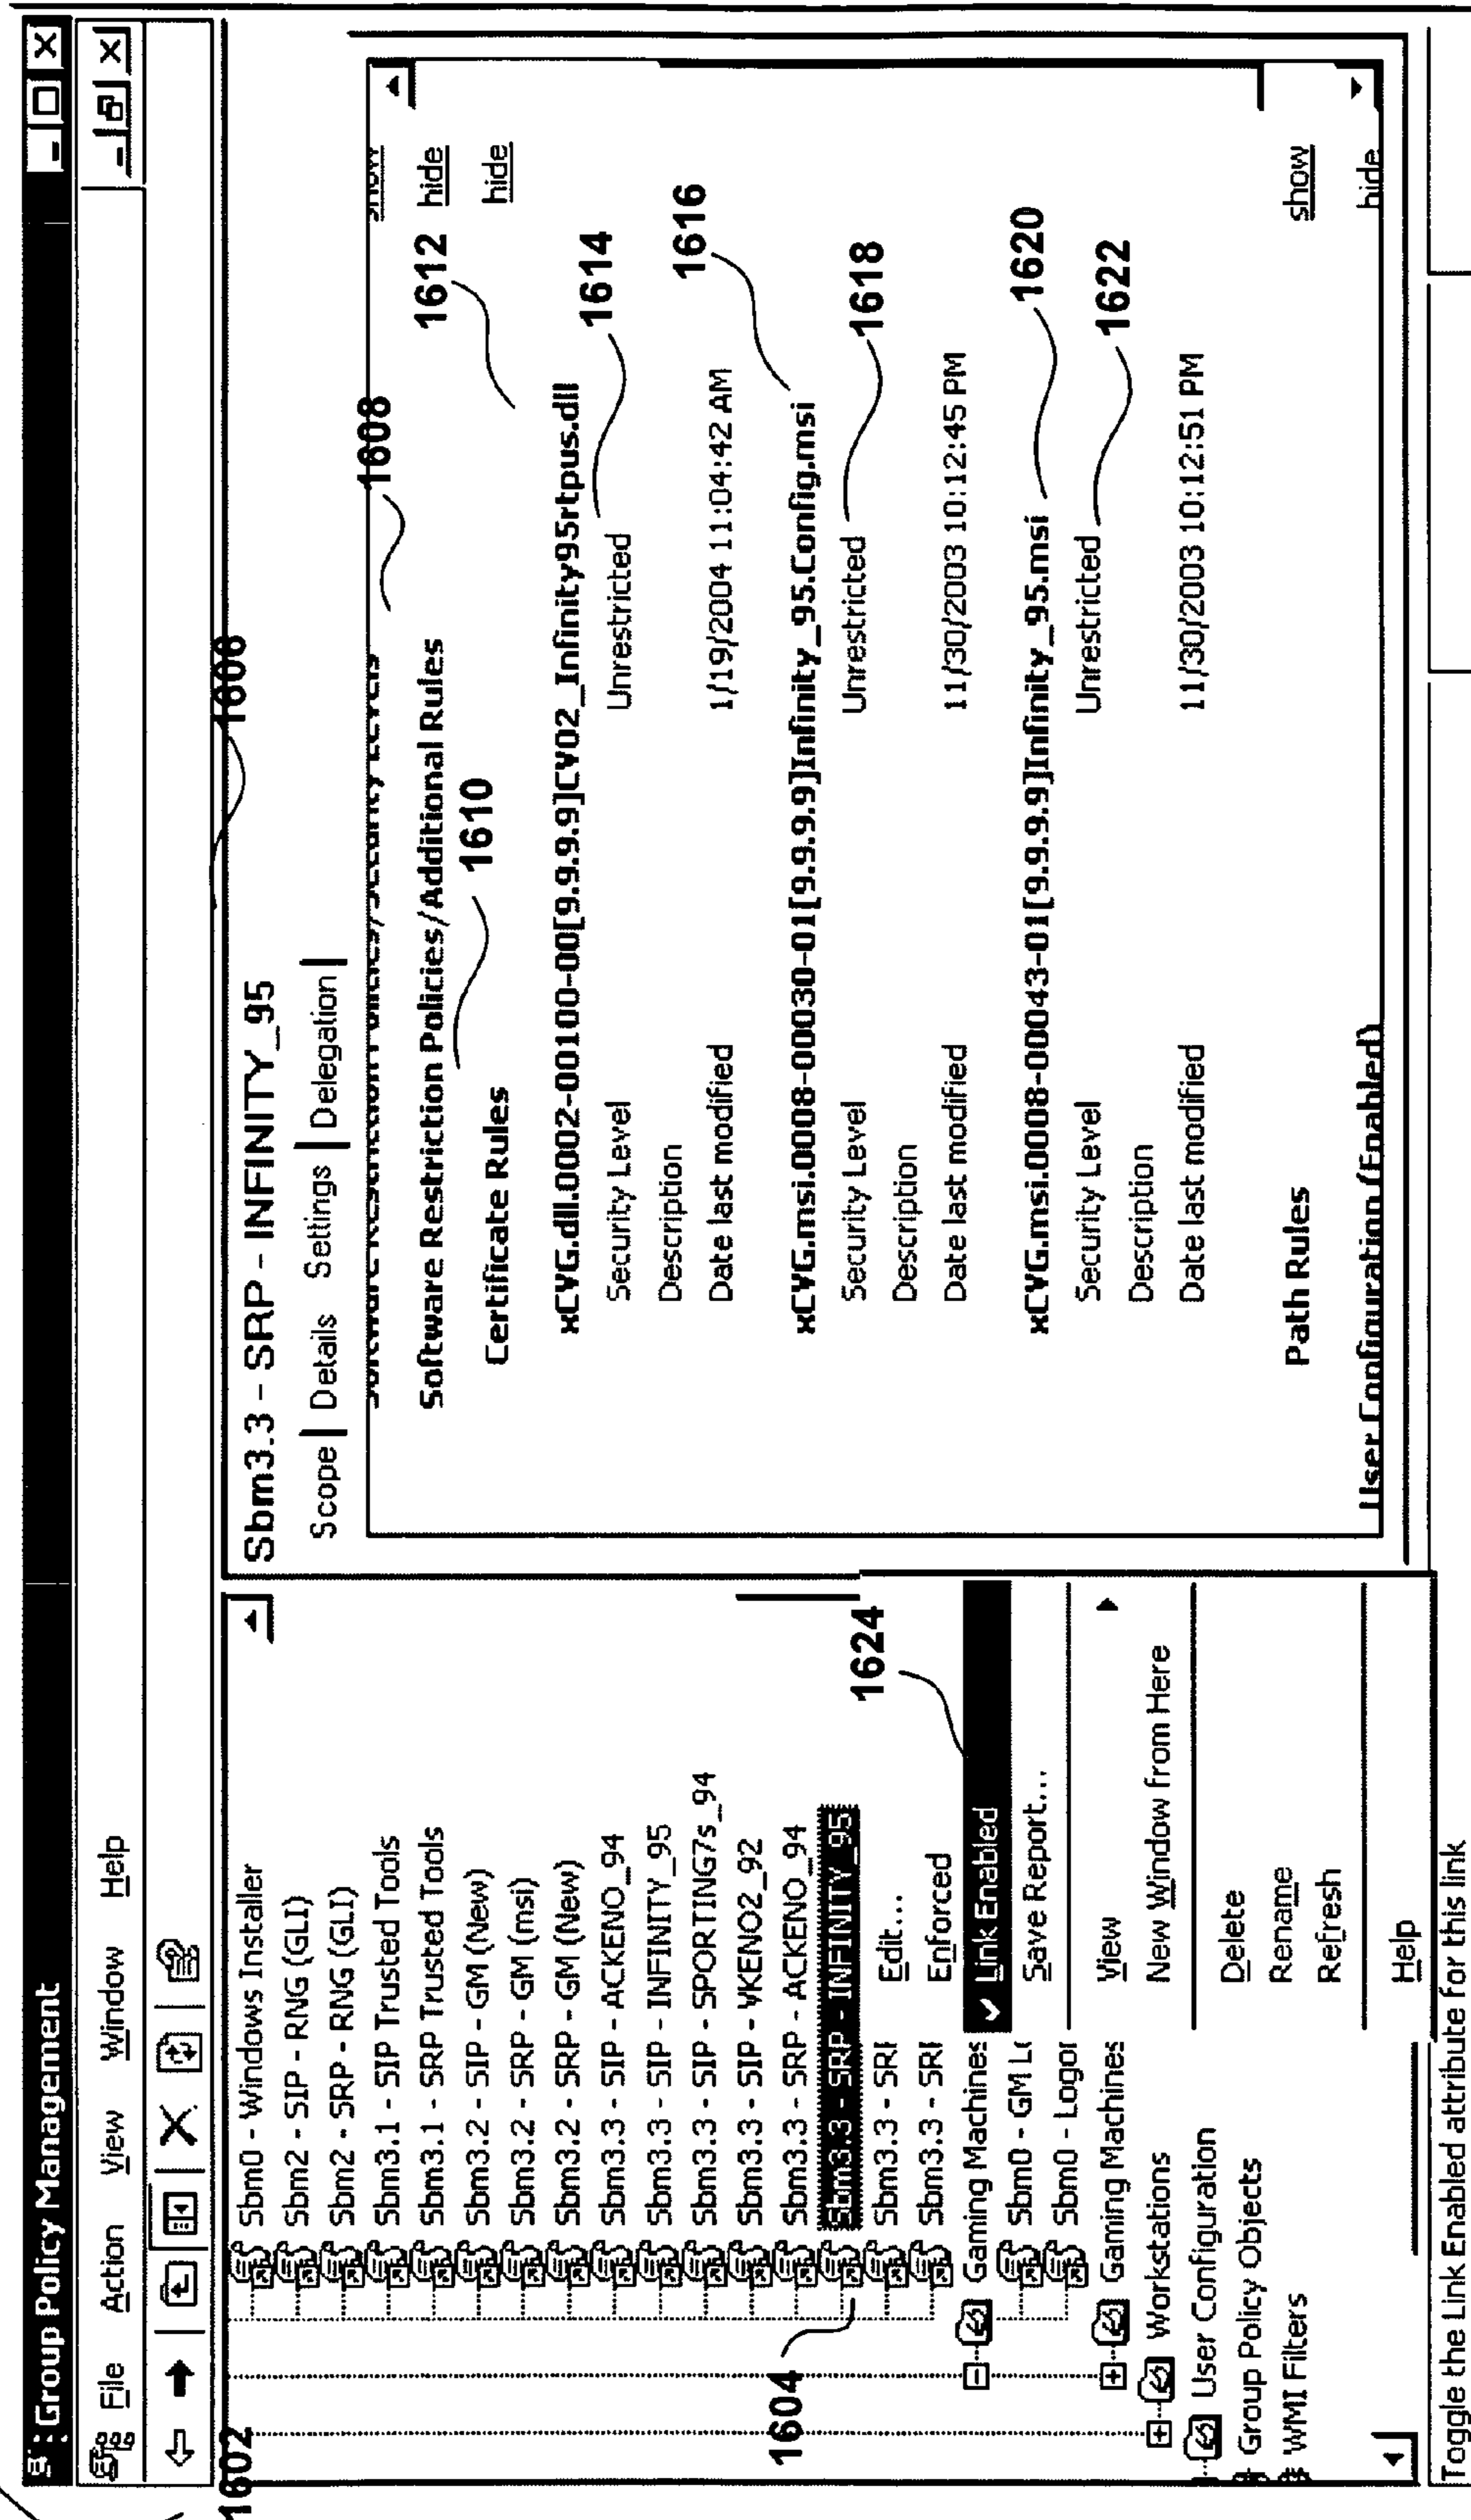 Group Policy Management
File Action View Window Help
1602
Sbm0 - Windows Installer
Sbm2 - SIP - RNG (GLI)
Sbm2 - SRP - RNG (GLI)
Sbm3.1 - SIP Trusted Tools
Sbm3.1 - SRP Trusted Tools
Sbm3.2 - SIP - GM (New)
Sbm3.2 - SRP - GM (msi)
Sbm3.2 - SRP - GM (New)
Sbm3.3 - SIP - ACKENO_94
Sbm3.3 - SIP - INFINITY_95
Sbm3.3 - SIP - SPORTING7s_94
Sbm3.3 - SIP - VKENO2_92
Sbm3.3 - SRP - ACKENO_94
1604
Sbm3.3 - SRP - INFINITY_95
Sbm3.3 - SRI
Sbm3.3 - SRI
Gaming Machines
Sbm0 - GM L(
Sbm0 - Logor
Gaming Machines
Workstations
User Configuration
Group Policy Objects
WMI Filters
Edit...
Enforced
Link Enabled
1624
Save Report...
View
New Window from Here
Delete
Rename
Refresh
Help
1606
Sbm3.3 - SRP - INFINITY_95
Scope Details Settings Delegation
1608
Software Restriction Policies/Security Levels show
Software Restriction Policies/Additional Rules hide
1610
1612
Certificate Rules hide
xCYG.dll.0002-00100-00[9.9.9.9]CY02_Infinity95rtpus.dll
1614
Security Level Unrestricted
Description
Date last modified 1/19/2004 11:04:42 AM
1616
xCYG.msi.0008-00030-01[9.9.9.9]Infinity_95.Config.msi
1618
Security Level Unrestricted
Description
Date last modified 11/30/2003 10:12:45 PM
1620
xCYG.msi.0008-00043-01[9.9.9.9]Infinity_95.msi
1622
Security Level Unrestricted
Description
Date last modified 11/30/2003 10:12:51 PM
Path Rules show
User Configuration (Enabled) hide
Toggle the Link Enabled attribute for this link